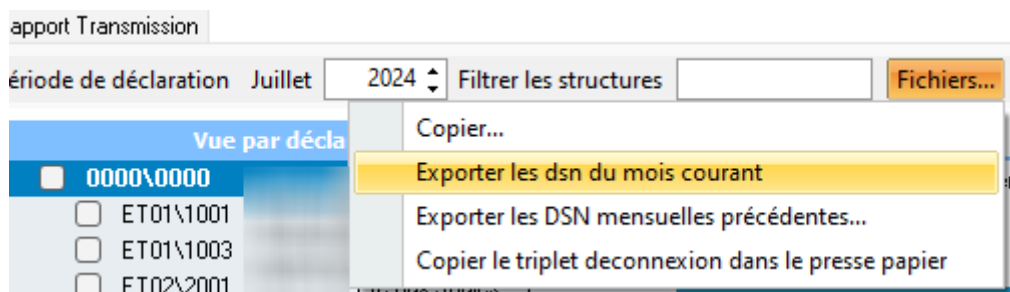 apport Transmission
ériode de déclaration Juillet 2024 Filtrer les structures Fichiers...
Vue par décla
Copier...
0000\0000 Exporter les dsn du mois courant
ET01\1001 Exporter les DSN mensuelles précédentes...
ET01\1003
Copier le triplet deconnexion dans le presse papier
ET02\2001